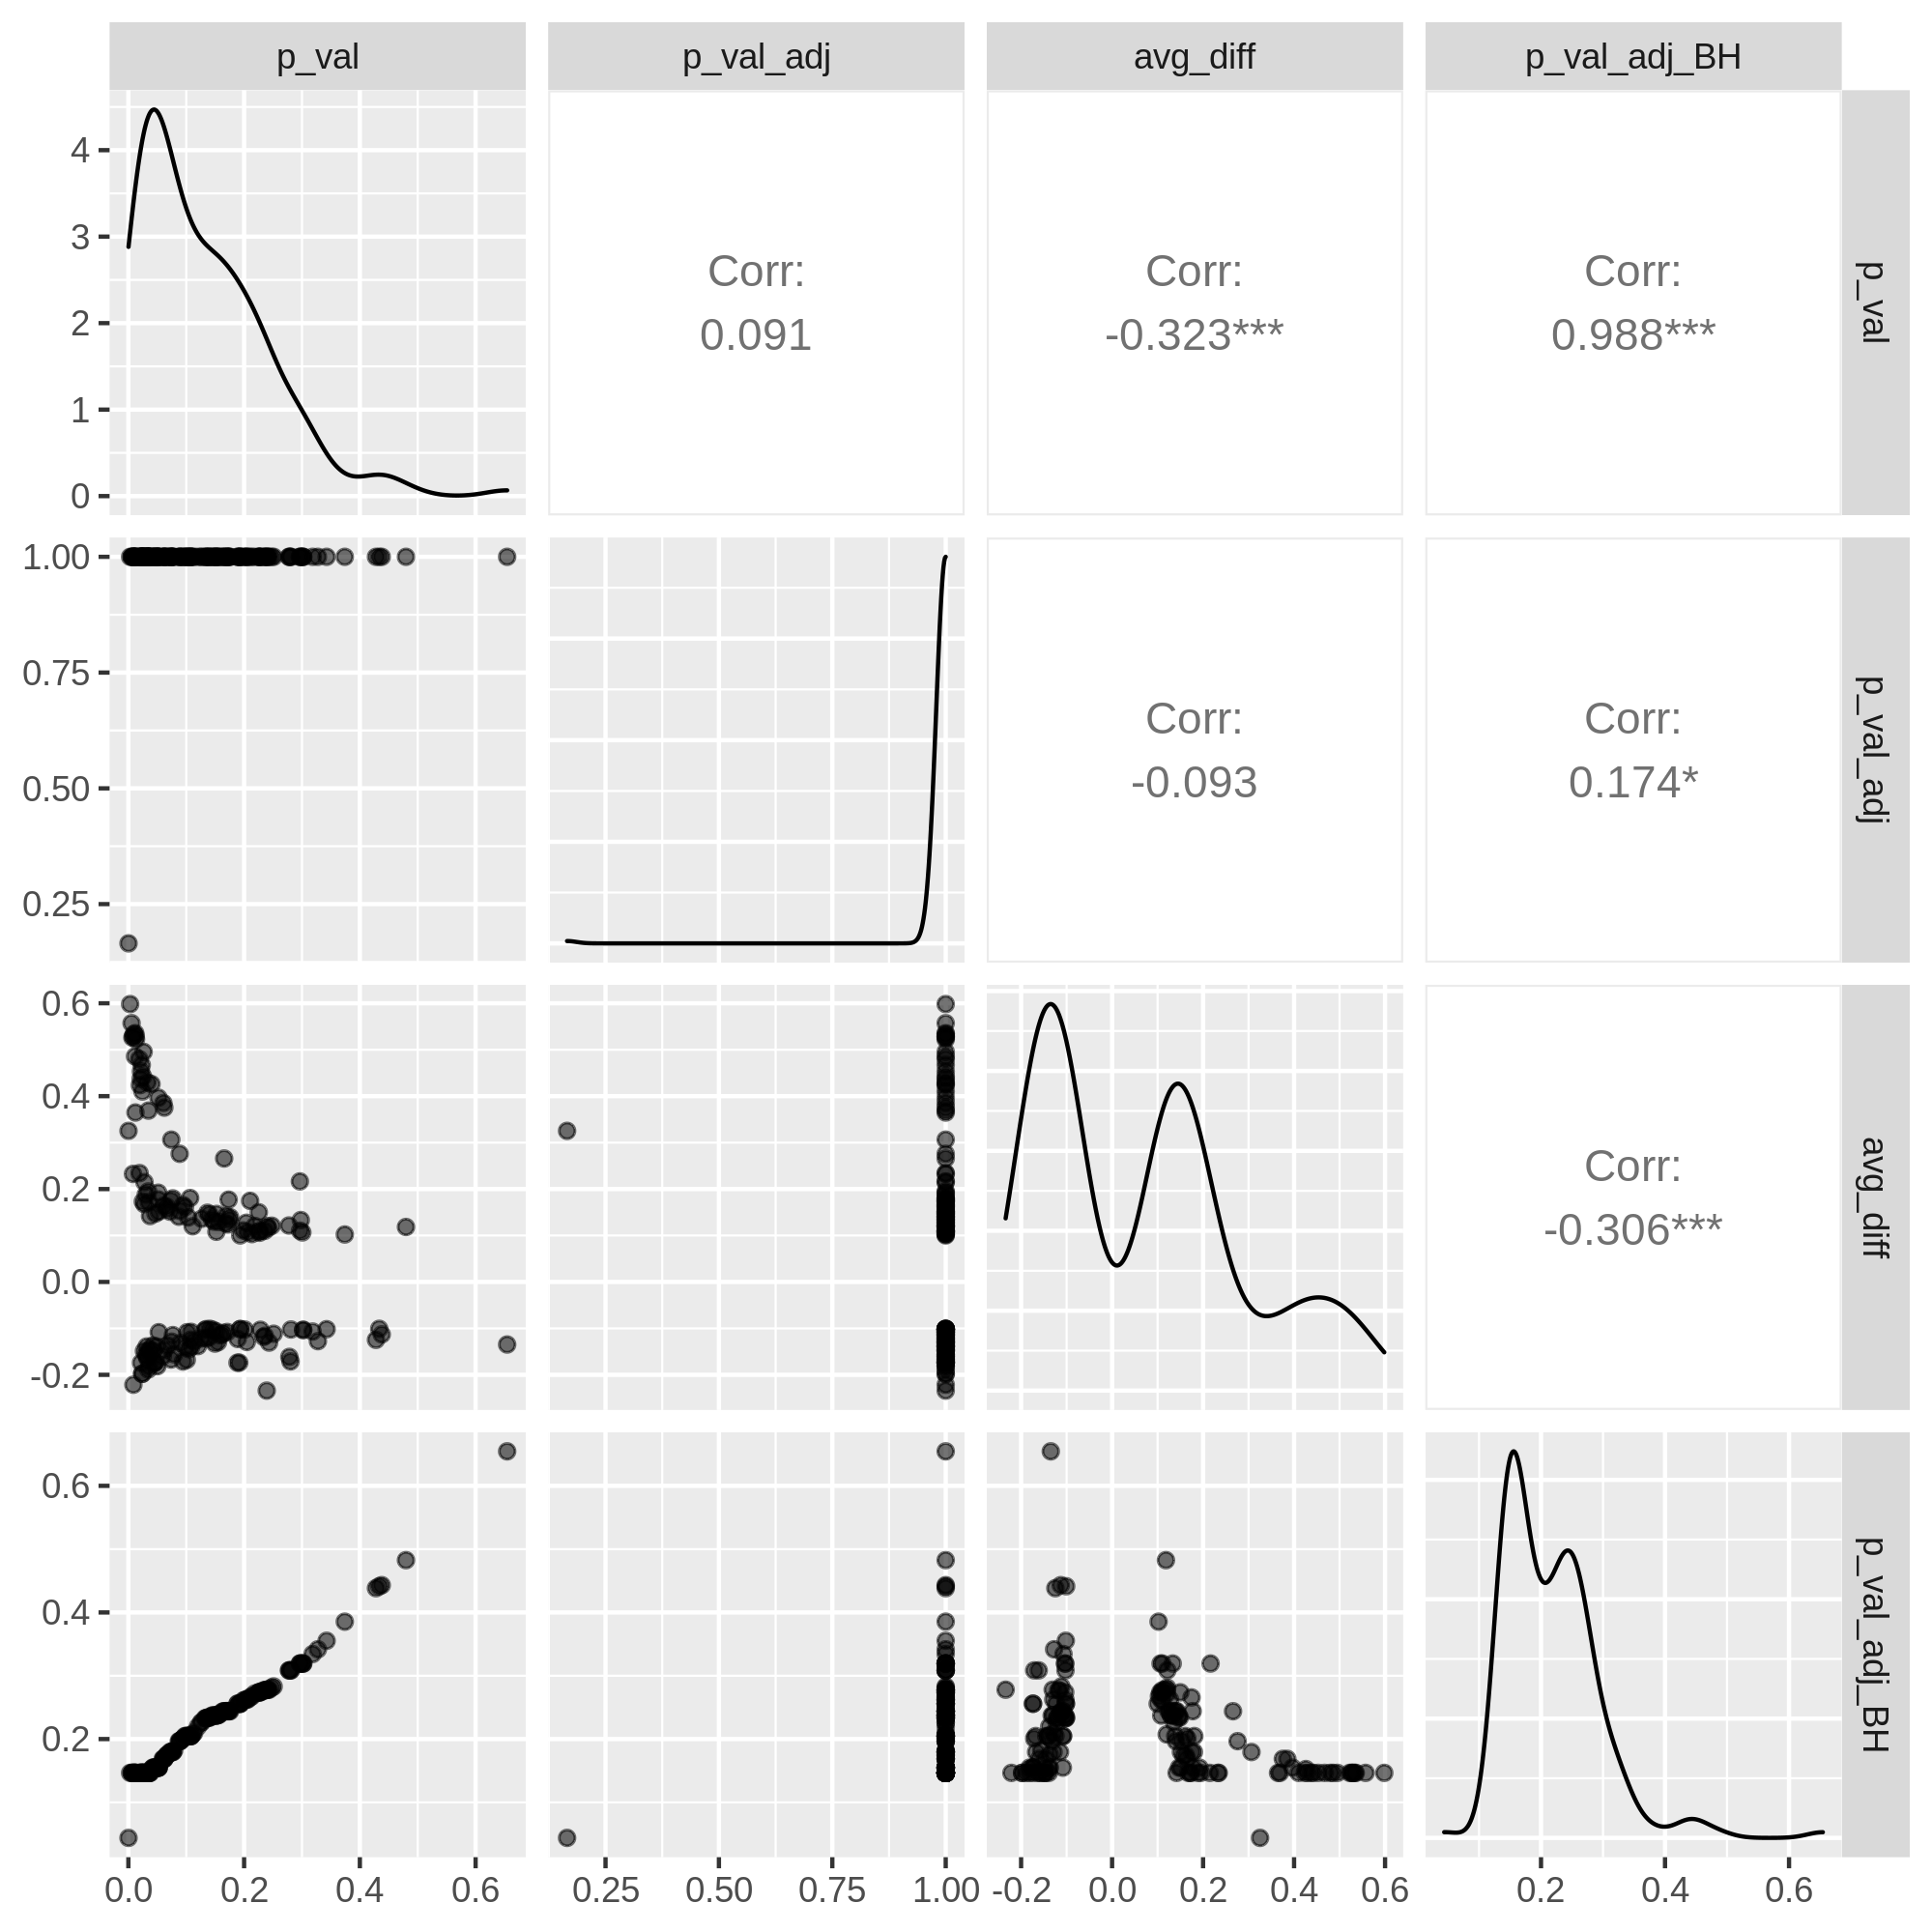 p_val
p_val_adj
avg_diff
p_val_adj_BH
4
3
2
1
0
Corr:
0.091
Corr:
-0.323***
Corr:
0.988***
p_val
1.00
0.75
0.50
0.25
Corr:
-0.093
Corr:
0.174*
p_val_adj
0.6
0.4
0.2
0.0
-0.2
Corr:
-0.306***
avg_diff
0.6
0.4
0.2
p_val_adj_BH
0.0 0.2 0.4 0.6
0.25 0.50 0.75 1.00
-0.2 0.0 0.2 0.4 0.6
0.2 0.4 0.6